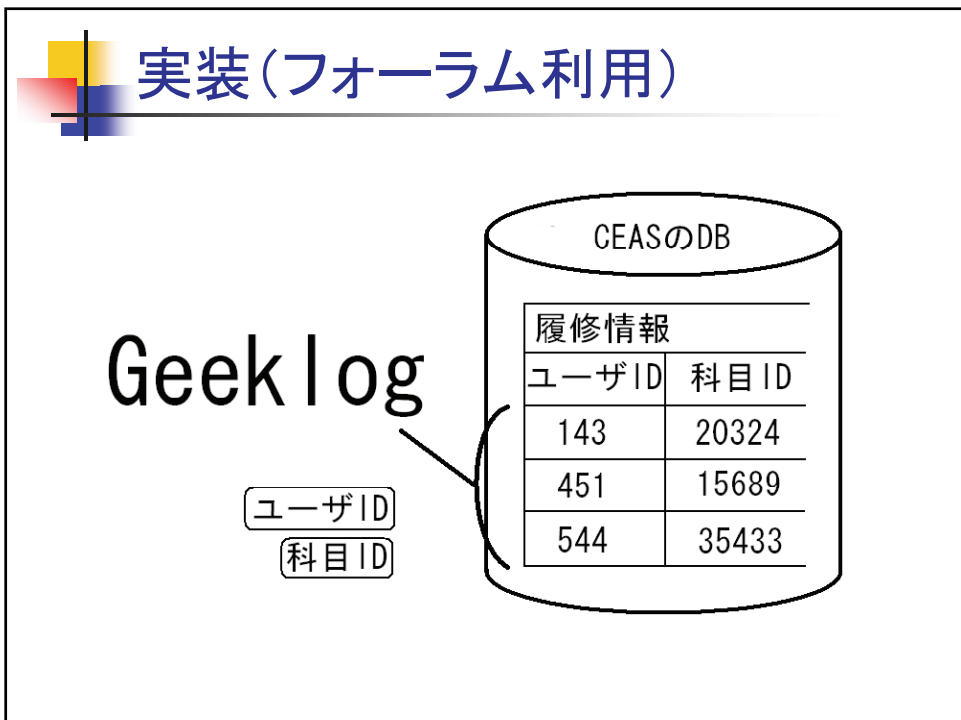 実装(フォーラム利用)
CEASのDB
Geeklog
履修情報
ユーザID 科目ID
143 20324
451 15689
544 35433
ユーザID
科目ID